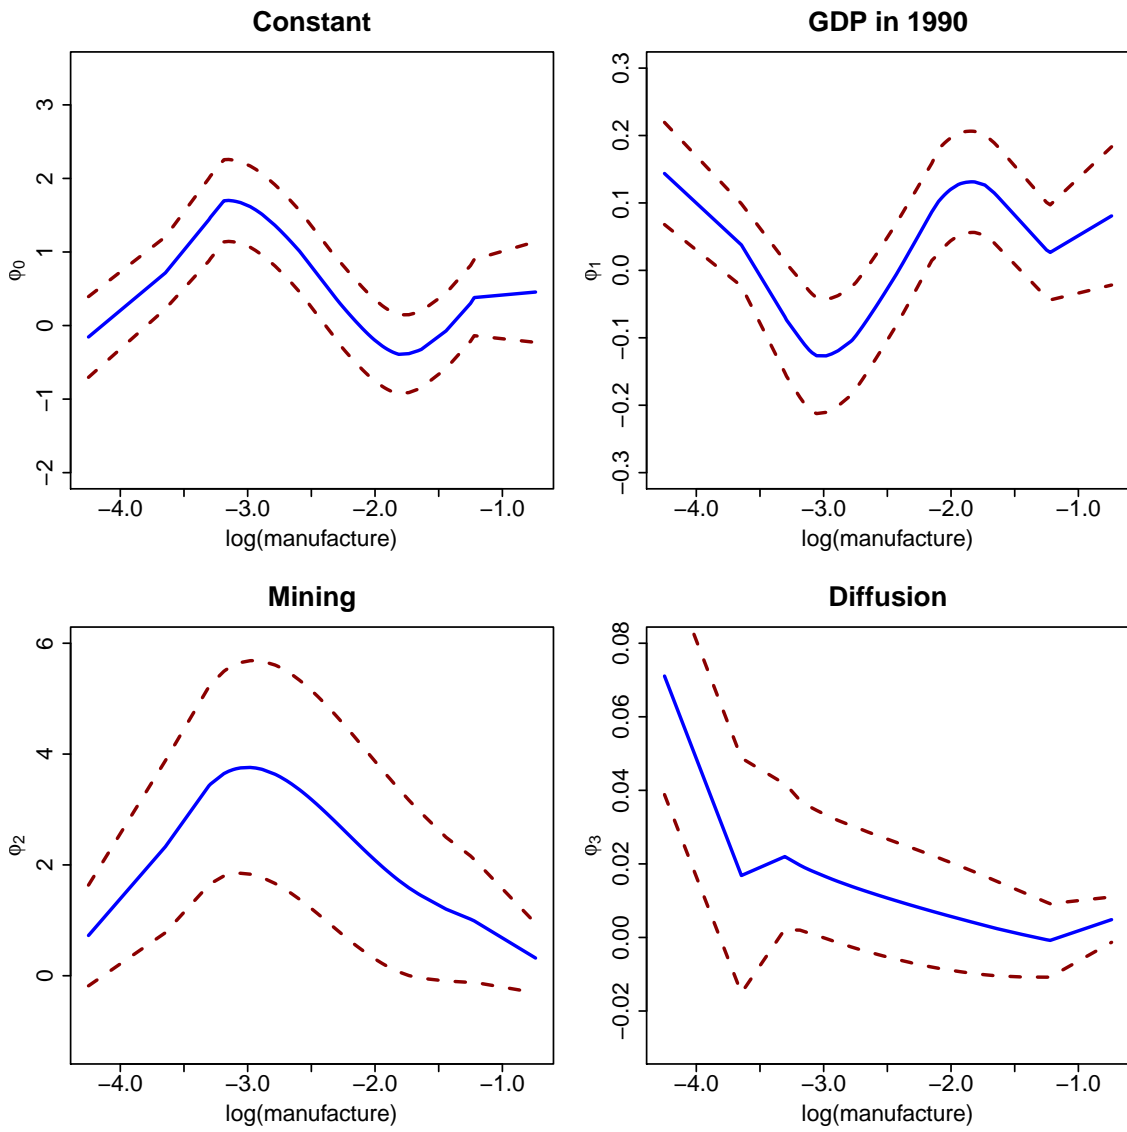 Constant
φ0
3
2
1
0
−1
−2
−4.0 −3.0 −2.0 −1.0
log(manufacture)
GDP in 1990
φ1
0.3
0.2
0.1
0.0
−0.1
−0.2
−0.3
−4.0 −3.0 −2.0 −1.0
log(manufacture)
Mining
φ2
6
4
2
0
−4.0 −3.0 −2.0 −1.0
log(manufacture)
Diffusion
φ3
0.08
0.06
0.04
0.02
0.00
−0.02
−4.0 −3.0 −2.0 −1.0
log(manufacture)